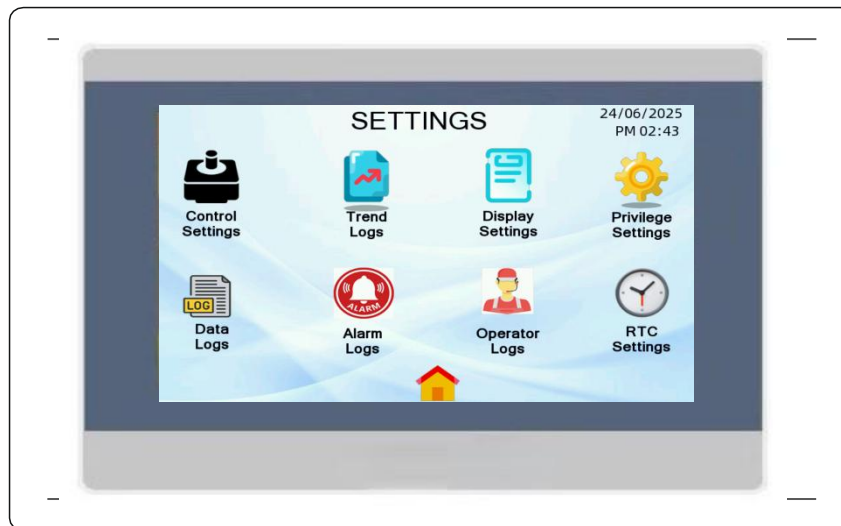 SETTINGS
24/06/2025
PM 02:43
Control
Settings
Trend
Logs
Display
Settings
Privilege
Settings
LOG
Data
Logs
ALARM
Alarm
Logs
Operator
Logs
RTC
Settings